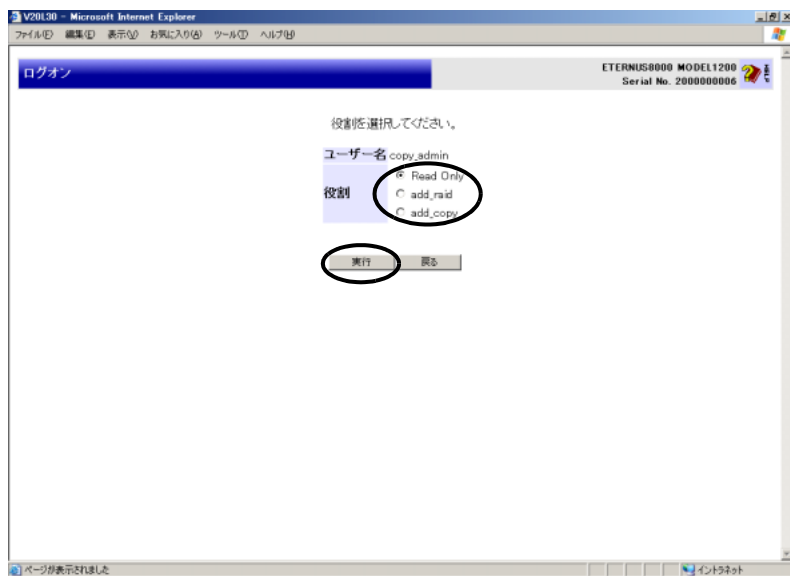 V20L30 - Microsoft Internet Explorer
ファイル(F) 編集(E) 表示(V) お気に入り(A) ツール(T) ヘルプ(H)
ログオン
ETERNUS8000 MODEL1200
Serial No. 2000000006
HELP
役割を選択してください。
ユーザー名 copy_admin
役割
Read Only
add_raid
add_copy
実行 戻る
ページが表示されました イントラネット